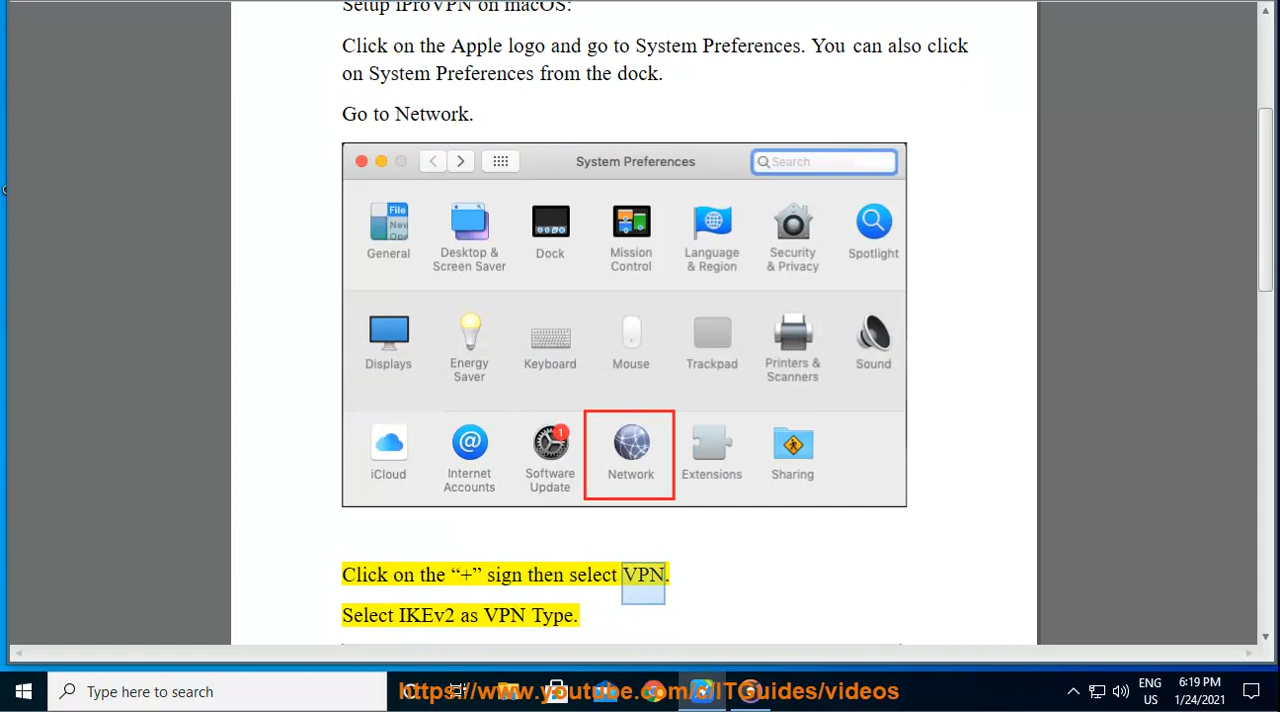 Setup iProVPN on macOS:
Click on the Apple logo and go to System Preferences. You can also click
on System Preferences from the dock.
Go to Network.
System Preferences
Search
File
New
Ope
General
Desktop &
Screen Saver
Dock
Mission
Control
Language
& Region
Security
& Privacy
Spotlight
Displays
Energy
Saver
Keyboard
Mouse
Trackpad
Printers &
Scanners
Sound
iCloud
@
Internet
Accounts
1
Software
Update
Network
Extensions
Sharing
Click on the “+” sign then select VPN.
Select IKEv2 as VPN Type.
Type here to search
https://www.youtube.com/c/ITGuides/videos
ENG
US
6:19 PM
1/24/2021